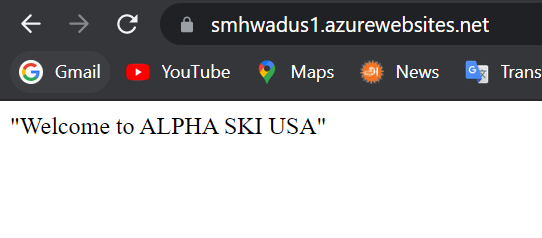 smhwadus1.azurewebsites.net
Gmail YouTube Maps அ News Trans
"Welcome to ALPHA SKI USA"